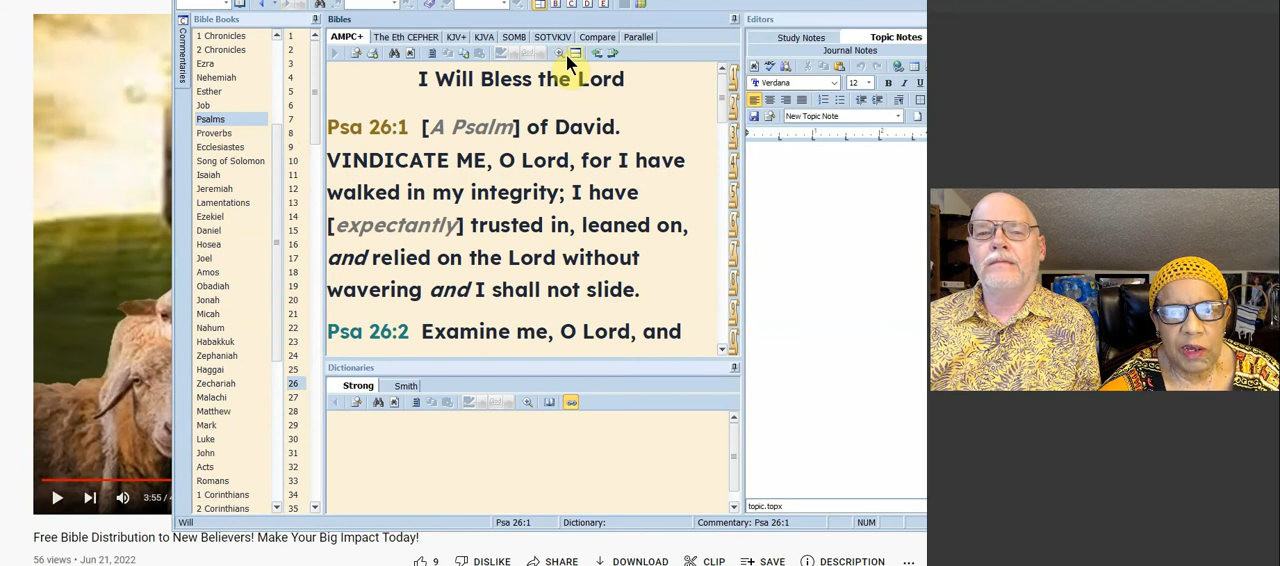 Bible Books
Bibles
Editors
Commentaries
1 Chronicles
2 Chronicles
Ezra
Nehemiah
Esther
Job
Psalms
Proverbs
Ecclesiastes
Song of Solomon
Isaiah
Jeremiah
Lamentations
Ezekiel
Daniel
Hosea
Joel
Amos
Obadiah
Jonah
Micah
Nahum
Habakkuk
Zephaniah
Haggai
Zechariah
Malachi
Matthew
Mark
Luke
John
Acts
Romans
1 Corinthians
2 Corinthians
1
2
3
4
5
6
7
8
9
10
11
12
13
14
15
16
17
18
19
20
21
22
23
24
25
26
27
28
29
30
31
32
33
34
35
AMPC+ The Eth CEPHER KJV+ KJVA SOMB SOTVKJV Compare Parallel
I Will Bless the Lord
Psa 26:1 [A Psalm] of David.
VINDICATE ME, O Lord, for I have
walked in my integrity; I have
[expectantly] trusted in, leaned on,
and relied on the Lord without
wavering and I shall not slide.
Psa 26:2 Examine me, O Lord, and
Dictionaries
Strong Smith
Study Notes Topic Notes
Journal Notes
Verdana 12 B I U
New Topic Note
1 2
topic.topx
Will Psa 26:1 Dictionary: Commentary: Psa 26:1 NUM
3:55 /
Free Bible Distribution to New Believers! Make Your Big Impact Today!
56 views • Jun 21, 2022
9 DISLIKE SHARE DOWNLOAD CLIP SAVE DESCRIPTION